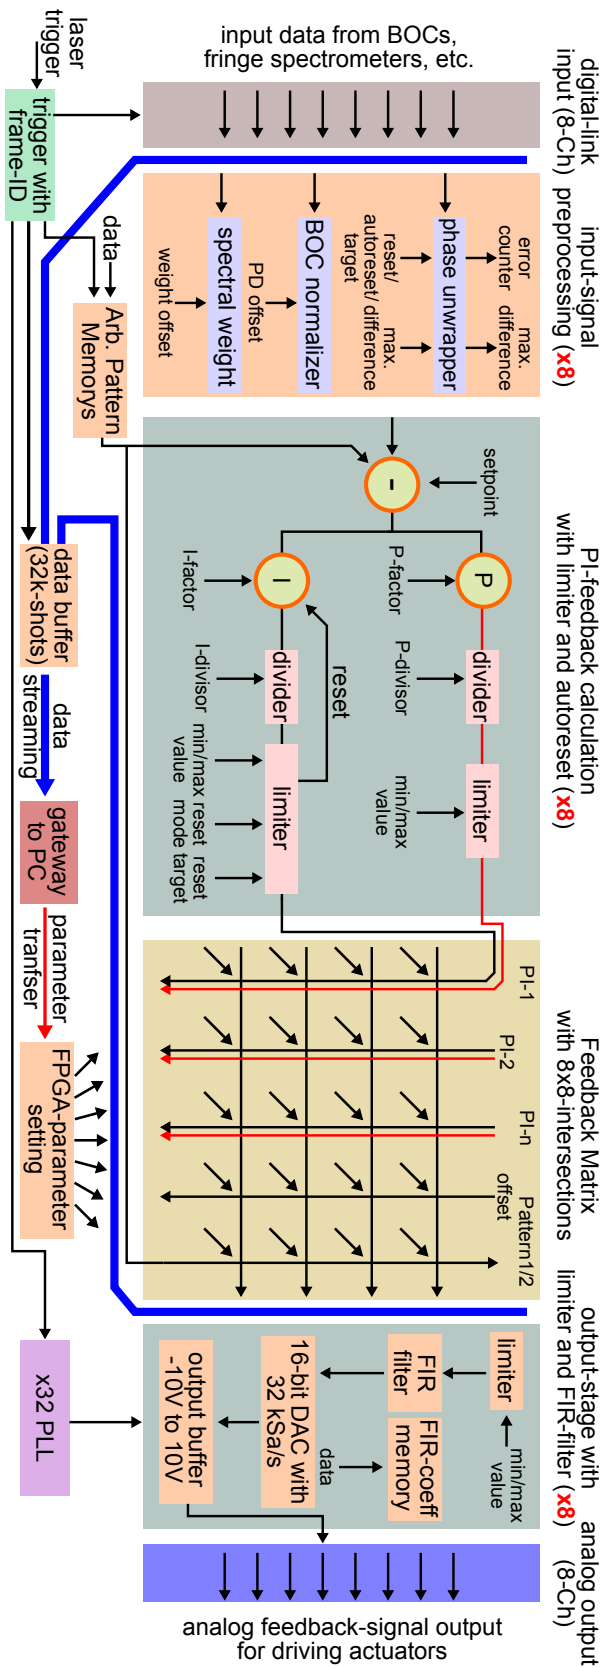 input data from BOCs,
fringe spectrometers, etc.
digital-link
input (8-Ch)
laser
trigger
trigger with
frame-ID
input-signal
preprocessing (x8)
error
counter
max.
difference
phase unwrapper
reset/
autoreset/
target
max.
difference
BOC normalizer
PD offset
spectral weight
weight offset
data
Arb. Pattern
Memorys
PI-feedback calculation
with limiter and autoreset (x8)
setpoint
-
P
P-factor
I
I-factor
divider
P-divisor
divider
I-divisor
reset
limiter
min/max
value
limiter
min/max
value
reset
mode
reset
target
data buffer
(32k-shots)
data
streaming
gateway
to PC
parameter
tranfser
FPGA-parameter
setting
Feedback Matrix
with 8x8-intersections
PI-1
PI-2
PI-n
offset
Pattern1/2
output-stage with
limiter and FIR-filter (x8)
limiter
min/max
value
FIR
filter
FIR-coeff
memory
data
16-bit DAC with
32 kSa/s
output buffer
-10V to 10V
x32 PLL
analog output
(8-Ch)
analog feedback-signal output
for driving actuators